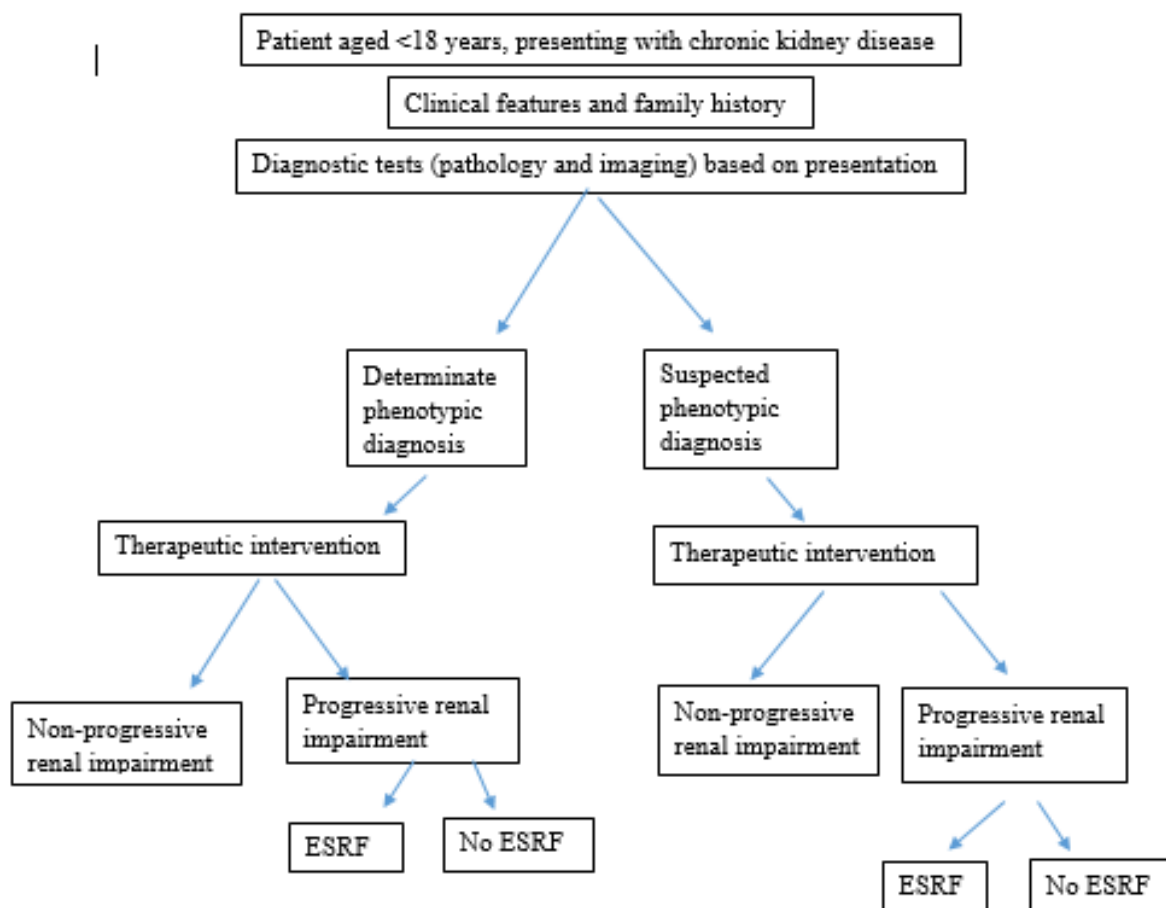 Patient aged <18 years, presenting with chronic kidney disease
Clinical features and family history
Diagnostic tests (pathology and imaging) based on presentation
Determinate
phenotypic
diagnosis
Suspected
phenotypic
diagnosis
Therapeutic intervention
Therapeutic intervention
Non-progressive
renal impairment
Progressive renal
impairment
Non-progressive
renal impairment
Progressive renal
impairment
ESRF
No ESRF
ESRF
No ESRF